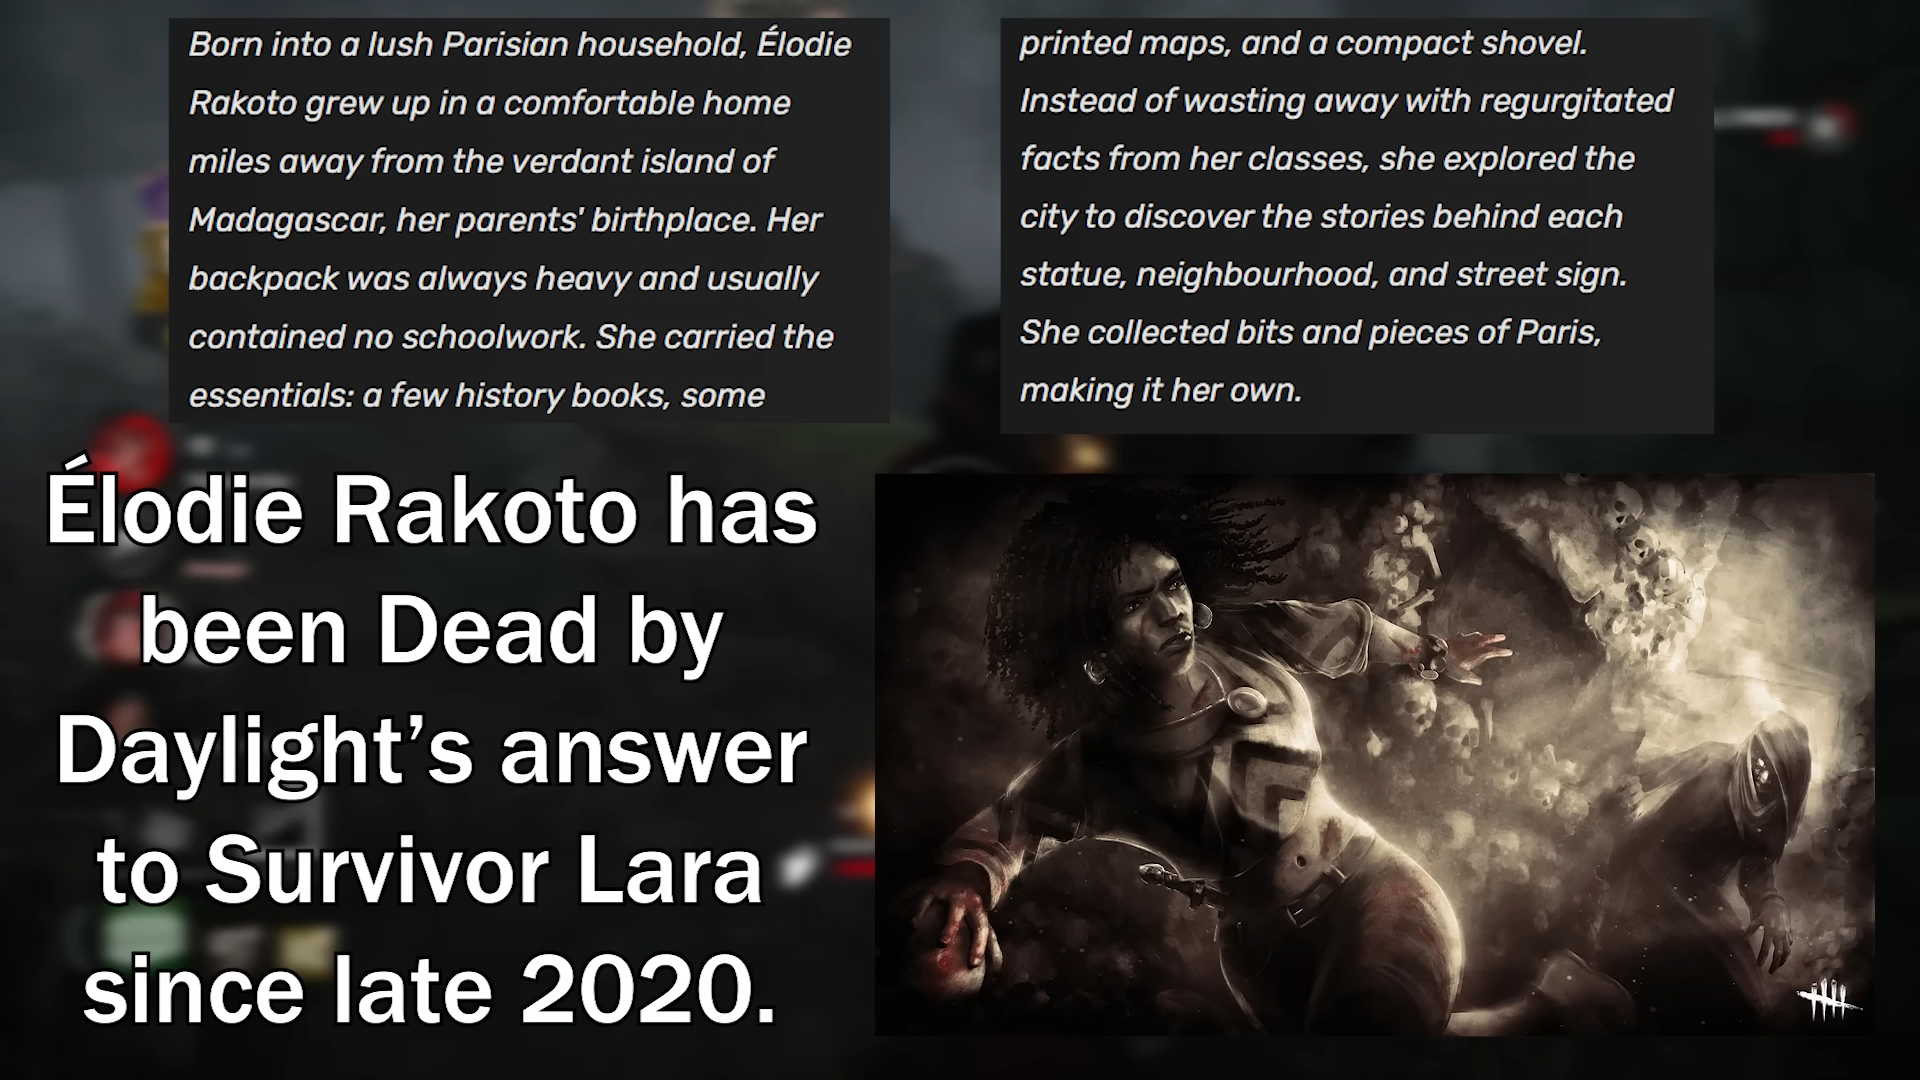 Born into a lush Parisian household, Élodie
Rakoto grew up in a comfortable home
miles away from the verdant island of
Madagascar, her parents' birthplace. Her
backpack was always heavy and usually
contained no schoolwork. She carried the
essentials: a few history books, some
printed maps, and a compact shovel.
Instead of wasting away with regurgitated
facts from her classes, she explored the
city to discover the stories behind each
statue, neighbourhood, and street sign.
She collected bits and pieces of Paris,
making it her own.
Élodie Rakoto has
been Dead by
Daylight’s answer
to Survivor Lara
since late 2020.